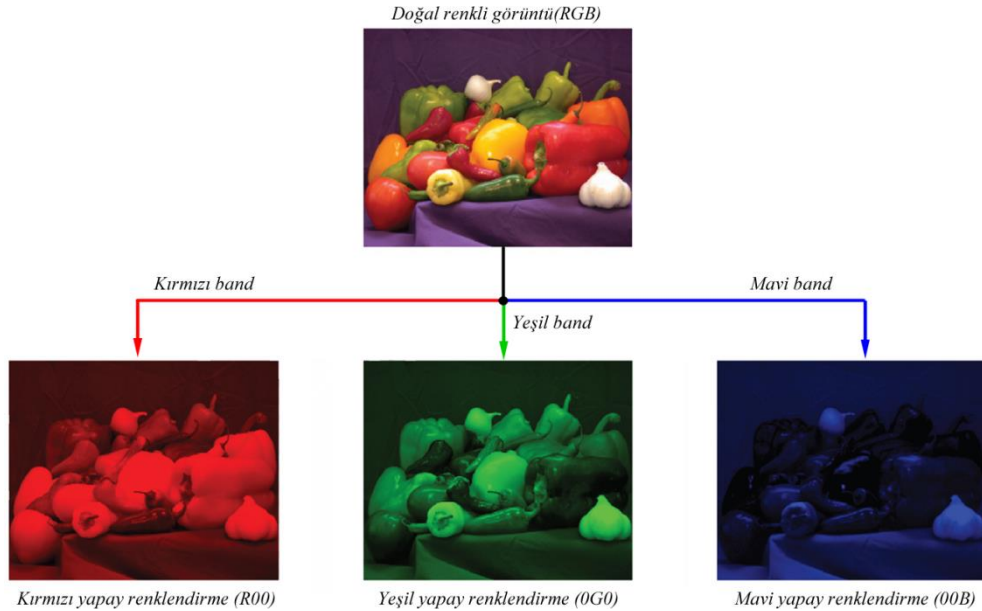 Doğal renkli görüntü(RGB)
Kırmızı band
Mavi band
Yeşil band
Kırmızı yapay renklendirme (R00)
Yeşil yapay renklendirme (0G0)
Mavi yapay renklendirme (00B)